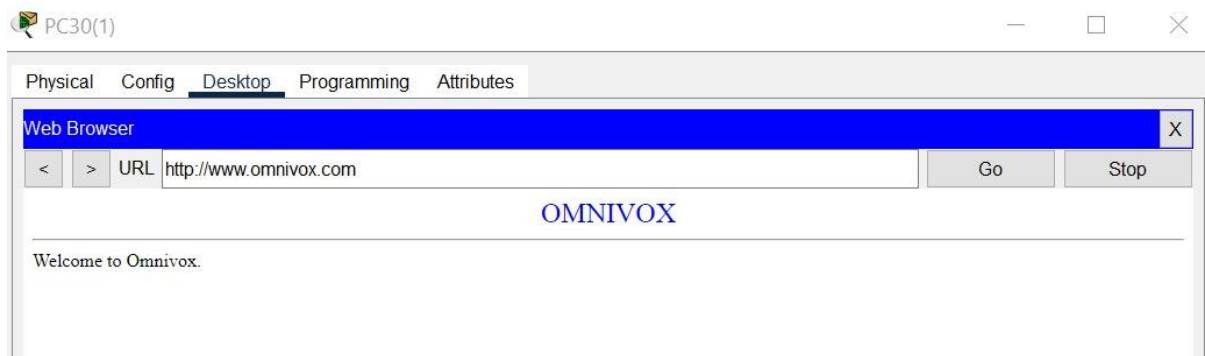 PC30(1)
Physical Config Desktop Programming Attributes
Web Browser X
< > URL http://www.omnivox.com Go Stop
OMNIVOX
Welcome to Omnivox.